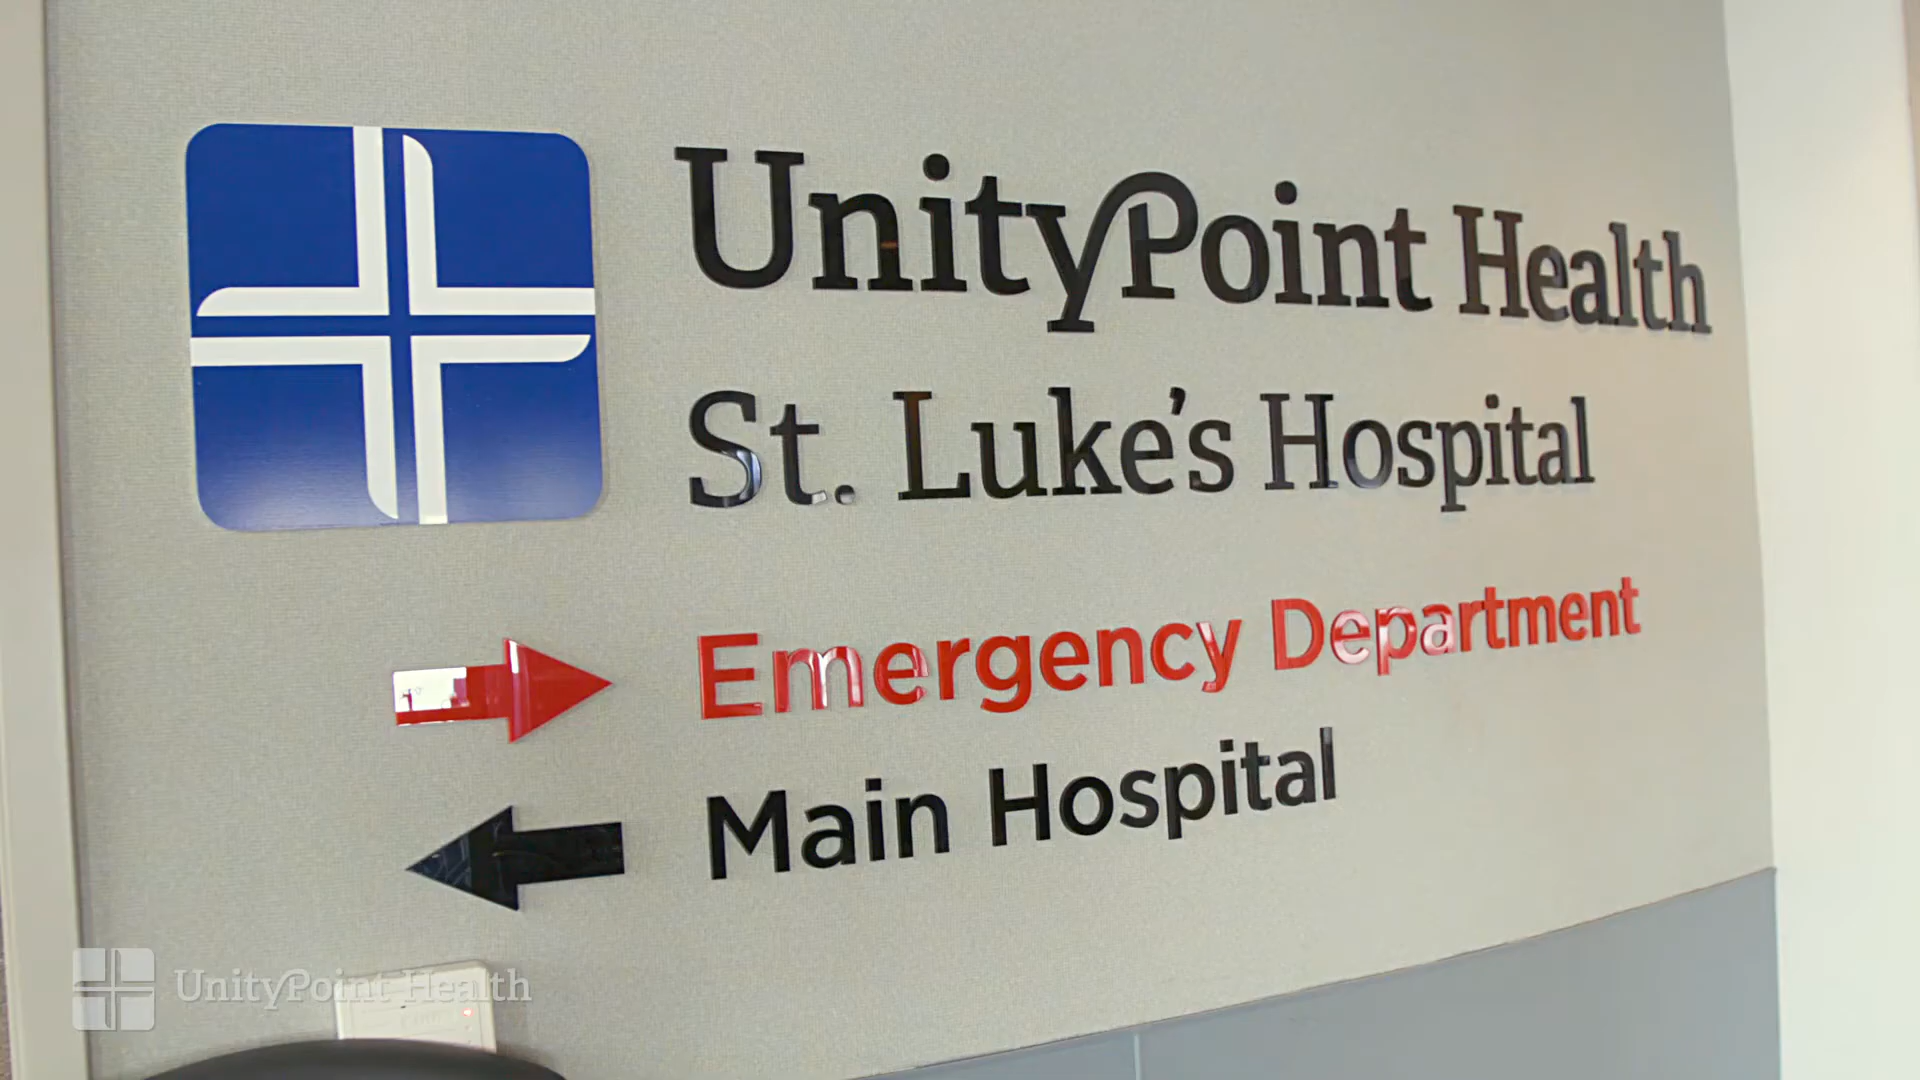 UnityPoint Health
St. Luke's Hospital
Emergency Department
Main Hospital
UnityPoint Health